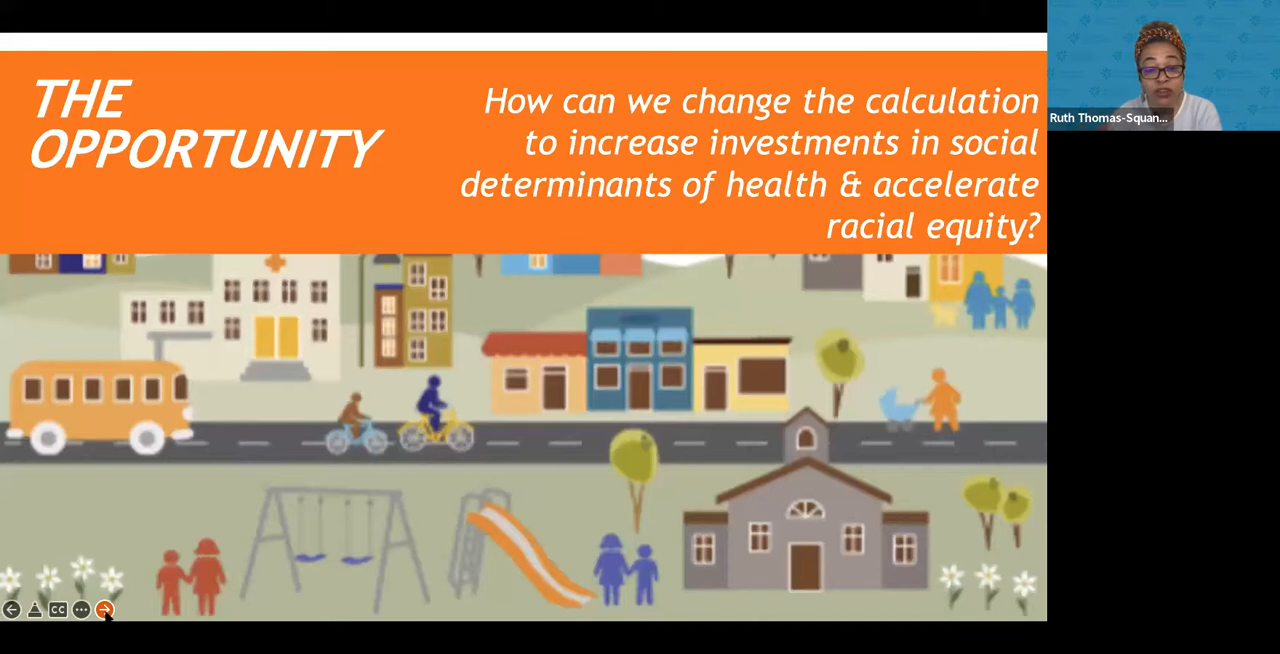 THE
OPPORTUNITY
How can we change the calculation
to increase investments in social
determinants of health & accelerate
racial equity?
Ruth Thomas-Squan...
CC